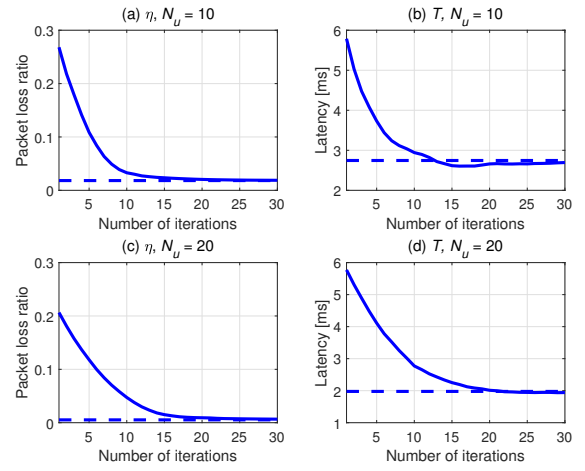 (a) η, N_u = 10
Packet loss ratio
0.3
0.2
0.1
0
5 10 15 20 25 30
Number of iterations
(b) T, N_u = 10
Latency [ms]
6
5
4
3
2
1
5 10 15 20 25 30
Number of iterations
(c) η, N_u = 20
Packet loss ratio
0.3
0.2
0.1
0
5 10 15 20 25 30
Number of iterations
(d) T, N_u = 20
Latency [ms]
6
5
4
3
2
1
5 10 15 20 25 30
Number of iterations